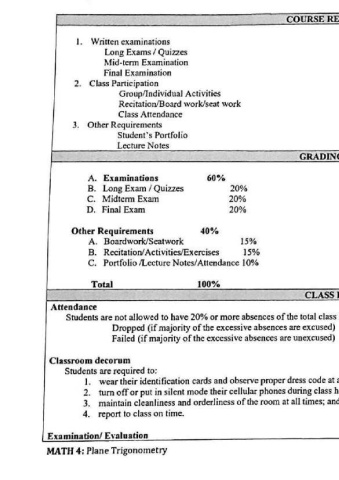 COURSE RE
1. Written examinations
Long Exams / Quizzes
Mid-term Examination
Final Examination
2. Class Participation
Group/Individual Activities
Recitation/Board work/seat work
Class Attendance
3. Other Requirements
Student's Portfolio
Lecture Notes
GRADING
A. Examinations 60%
B. Long Exam / Quizzes 20%
C. Midterm Exam 20%
D. Final Exam 20%
Other Requirements 40%
A. Boardwork/Seatwork 15%
B. Recitation/Activities/Exercises 15%
C. Portfolio /Lecture Notes/Attendance 10%
Total 100%
CLASS
Attendance
Students are not allowed to have 20% or more absences of the total class
Dropped (if majority of the excessive absences are excused)
Failed (if majority of the excessive absences are unexcused)
Classroom decorum
Students are required to:
1. wear their identification cards and observe proper dress code at a
2. turn off or put in silent mode their cellular phones during class h
3. maintain cleanliness and orderliness of the room at all times; and
4. report to class on time.
Examination/ Evaluation
MATH 4: Plane Trigonometry